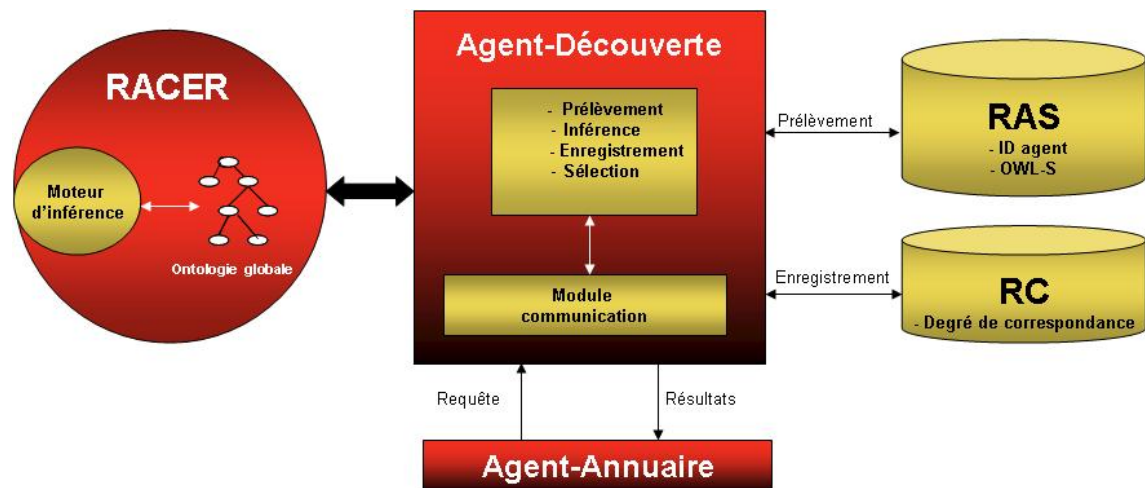 RACER
Moteur
d'inférence
Ontologie globale
Agent-Découverte
- Prélèvement
- Inférence
- Enregistrement
- Sélection
Module
communication
Prélèvement
RAS
- ID agent
- OWL-S
Enregistrement
RC
- Degré de correspondance
Requête
Résultats
Agent-Annuaire